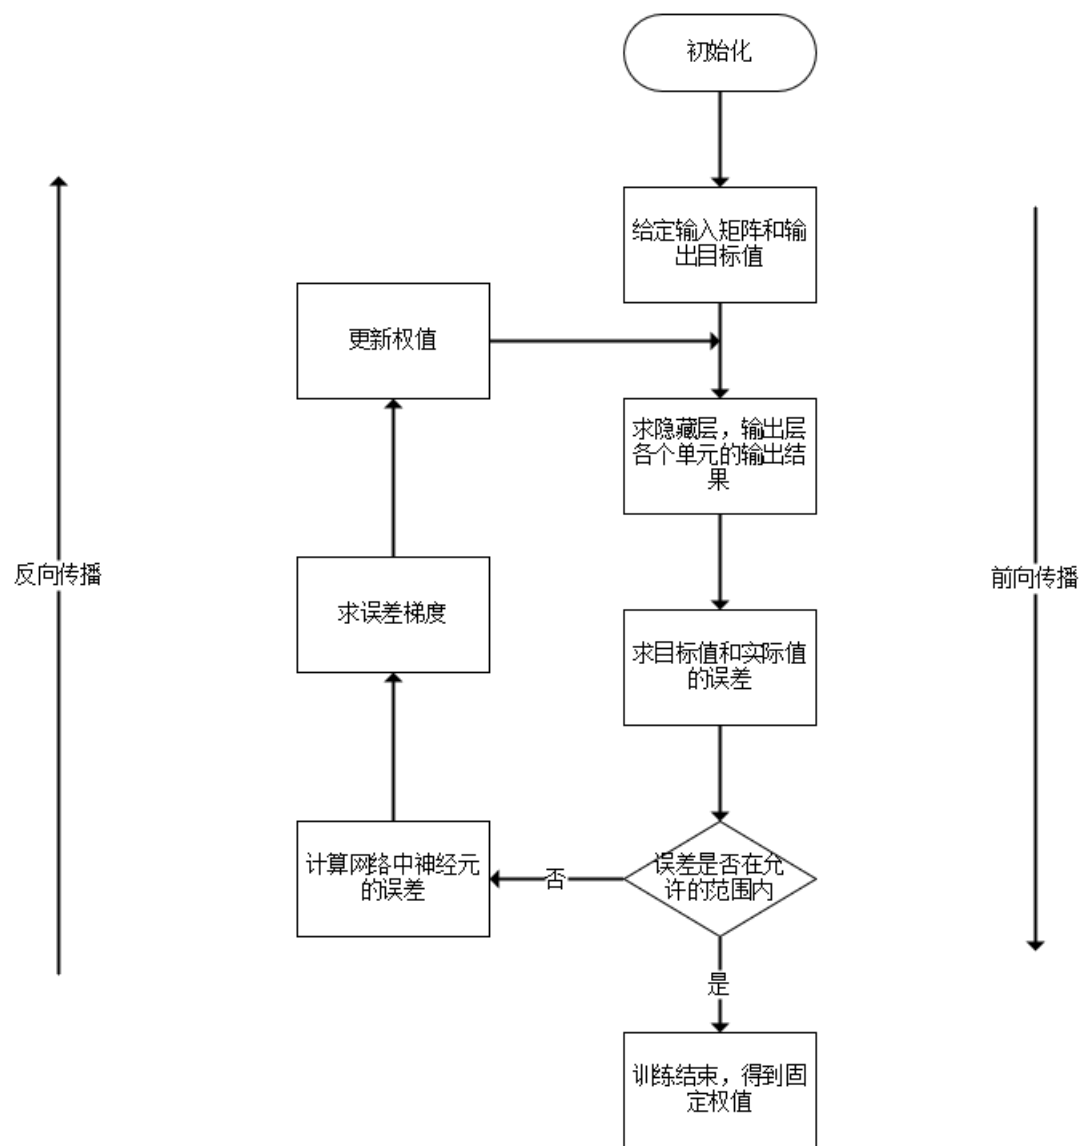 初始化
给定输入矩阵和输
出目标值
更新权值
求隐藏层，输出层
各个单元的输出结
果
反向传播
前向传播
求误差梯度
求目标值和实际值
的误差
计算网络中神经元
的误差
否
误差是否在允
许的范围内
是
训练结束，得到固
定权值